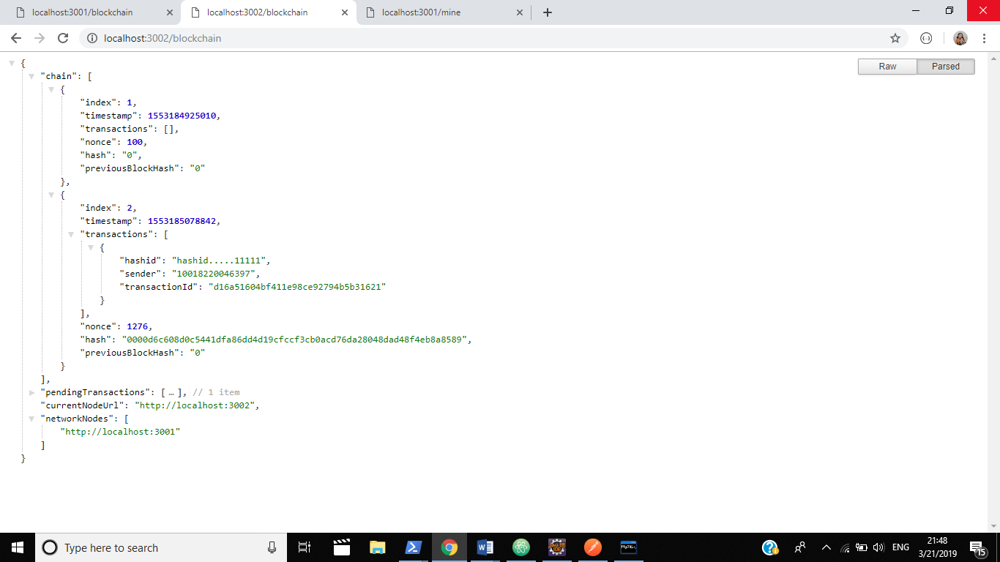 localhost:3001/blockchain
localhost:3002/blockchain
localhost:3001/mine
localhost:3002/blockchain
Raw
Parsed
{
"chain": [
{
"index": 1,
"timestamp": 1553184925010,
"transactions": [],
"nonce": 100,
"hash": "0",
"previousBlockHash": "0"
},
{
"index": 2,
"timestamp": 1553185078842,
"transactions": [
{
"hashid": "hashid.....11111",
"sender": "10018220046397",
"transactionId": "d16a51604bf411e98ce92794b5b31621"
}
],
"nonce": 1276,
"hash": "0000d6c608d0c5441dfa86dd4d19cfccf3cb0acd76da28048dad48f4eb8a8589",
"previousBlockHash": "0"
}
],
"pendingTransactions": [ … ], // 1 item
"currentNodeUrl": "http://localhost:3002",
"networkNodes": [
"http://localhost:3001"
]
}
Type here to search
ENG
21:48
3/21/2019
15